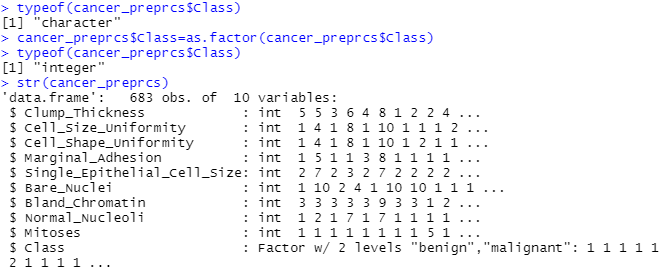 > typeof(cancer_preprcs$Class)
[1] "character"
> cancer_preprcs$Class=as.factor(cancer_preprcs$Class)
> typeof(cancer_preprcs$Class)
[1] "integer"
> str(cancer_preprcs)
'data.frame':   683 obs. of  10 variables:
 $ Clump_Thickness            : int  5 5 3 6 4 8 1 2 2 4 ...
 $ Cell_Size_Uniformity       : int  1 4 1 8 1 10 1 1 1 2 ...
 $ Cell_Shape_Uniformity      : int  1 4 1 8 1 10 1 2 1 1 ...
 $ Marginal_Adhesion          : int  1 5 1 1 3 8 1 1 1 1 ...
 $ Single_Epithelial_Cell_Size: int  2 7 2 3 2 7 2 2 2 2 ...
 $ Bare_Nuclei                : int  1 10 2 4 1 10 10 1 1 1 ...
 $ Bland_Chromatin            : int  3 3 3 3 3 9 3 3 1 2 ...
 $ Normal_Nucleoli            : int  1 2 1 7 1 7 1 1 1 1 ...
 $ Mitoses                    : int  1 1 1 1 1 1 1 1 5 1 ...
 $ Class                      : Factor w/ 2 levels "benign","malignant": 1 1 1 1 1
 2 1 1 1 1 ...